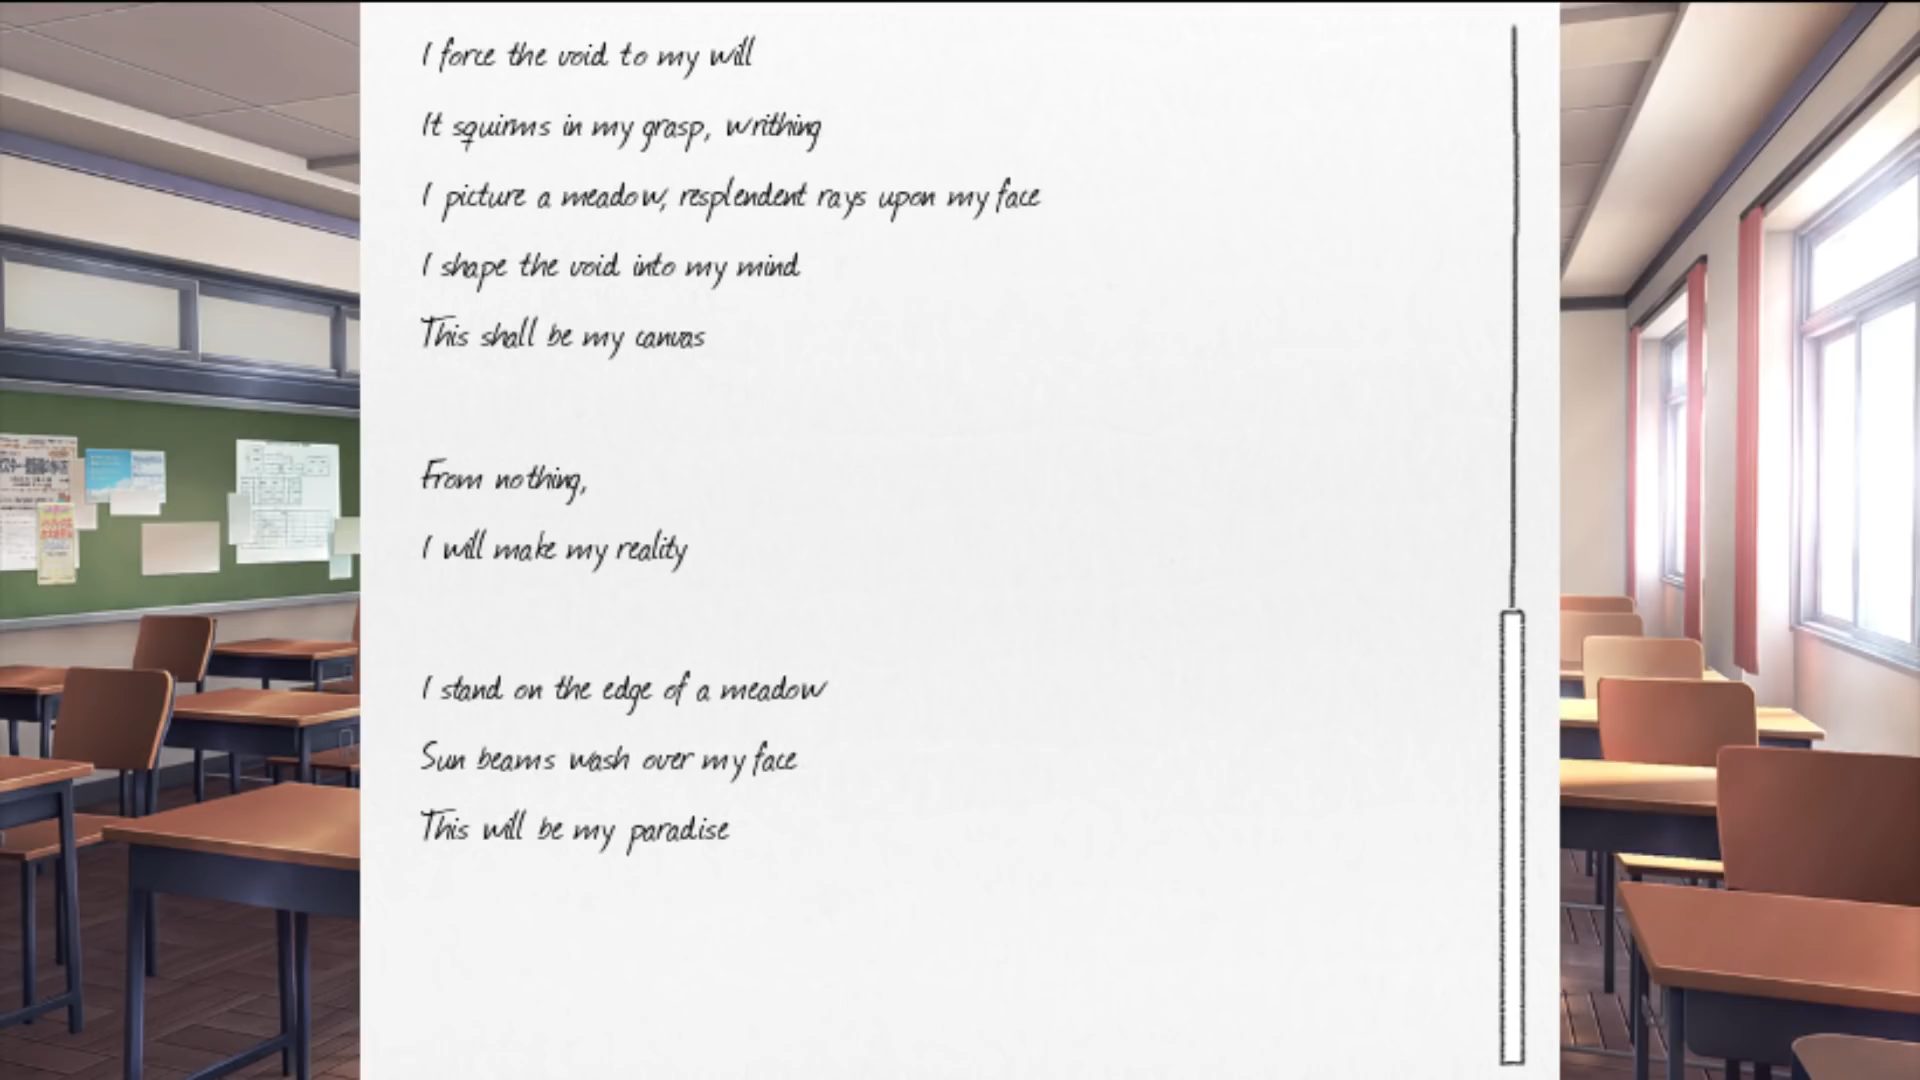 I force the void to my will
It squirms in my grasp, writhing
I picture a meadow, resplendent rays upon my face
I shape the void into my mind
This shall be my canvas
From nothing,
I will make my reality
I stand on the edge of a meadow
Sun beams wash over my face
This will be my paradise